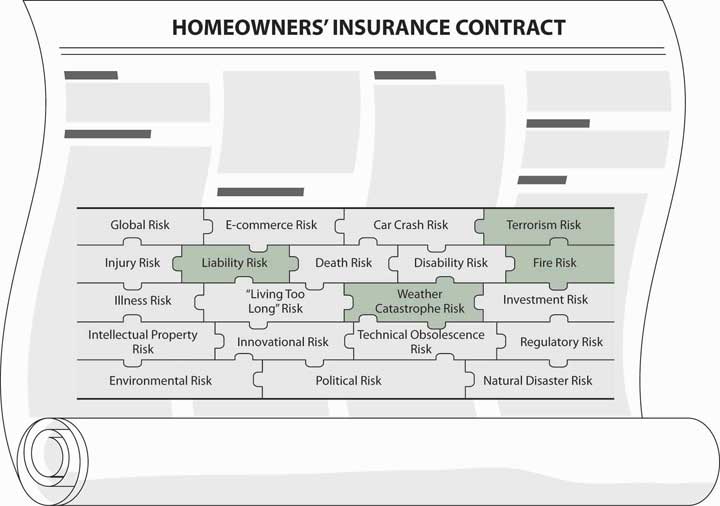 HOMEOWNERS’ INSURANCE CONTRACT
Global Risk
E-commerce Risk
Car Crash Risk
Terrorism Risk
Injury Risk
Liability Risk
Death Risk
Disability Risk
Fire Risk
Illness Risk
“Living Too
Long” Risk
Weather
Catastrophe Risk
Investment Risk
Intellectual Property
Risk
Innovational Risk
Technical Obsolescence
Risk
Regulatory Risk
Environmental Risk
Political Risk
Natural Disaster Risk